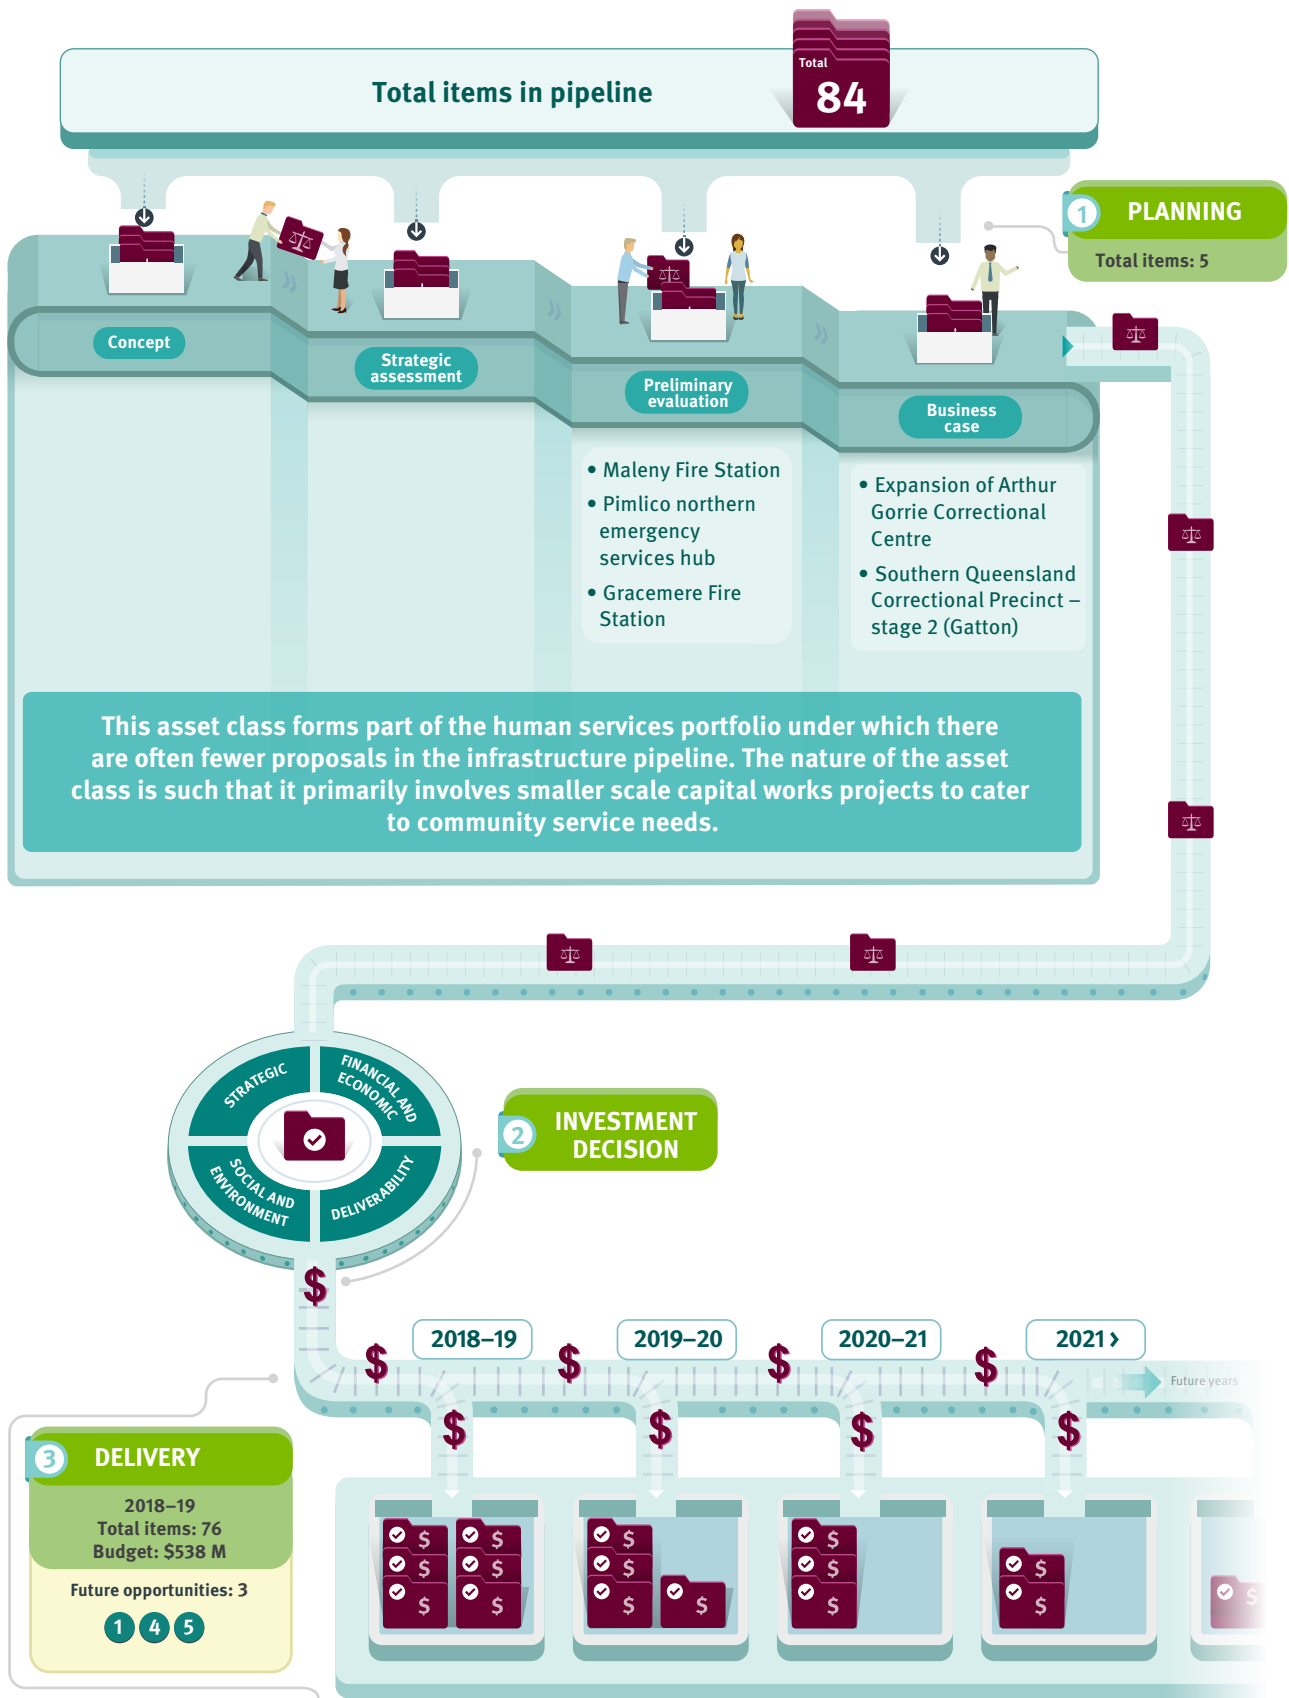 Total items in pipeline
Total
84
1
PLANNING
Total items: 5
Concept
Strategic
assessment
Preliminary
evaluation
Business
case
• Maleny Fire Station
• Pimlico northern
emergency
services hub
• Gracemere Fire
Station
• Expansion of Arthur
Gorrie Correctional
Centre
• Southern Queensland
Correctional Precinct –
stage 2 (Gatton)
This asset class forms part of the human services portfolio under which there
are often fewer proposals in the infrastructure pipeline. The nature of the asset
class is such that it primarily involves smaller scale capital works projects to cater
to community service needs.
STRATEGIC
FINANCIAL AND
ECONOMIC
SOCIAL AND
ENVIRONMENT
DELIVERABILITY
2
INVESTMENT
DECISION
$
2018–19
2019–20
2020–21
2021 ›
$ $ $ $
Future years
$ $ $ $
3
DELIVERY
2018–19
Total items: 76
Budget: $538 M
Future opportunities: 3
1 4 5
$ $ $ $
$ $ $ $ $
$ $ $ $ $ $ $